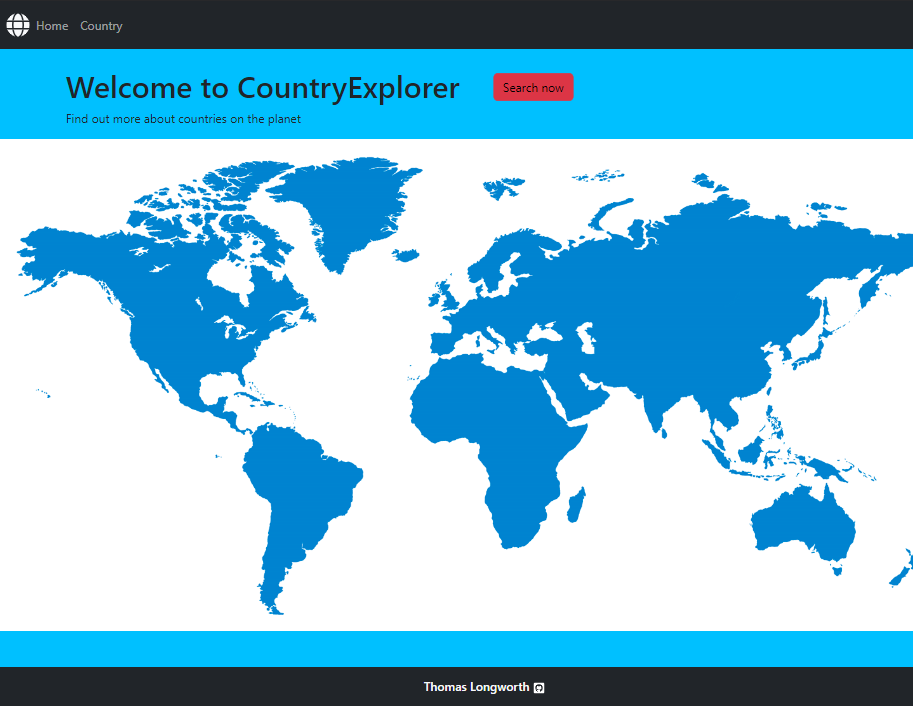 Home Country
Welcome to CountryExplorer
Search now
Find out more about countries on the planet
Thomas Longworth